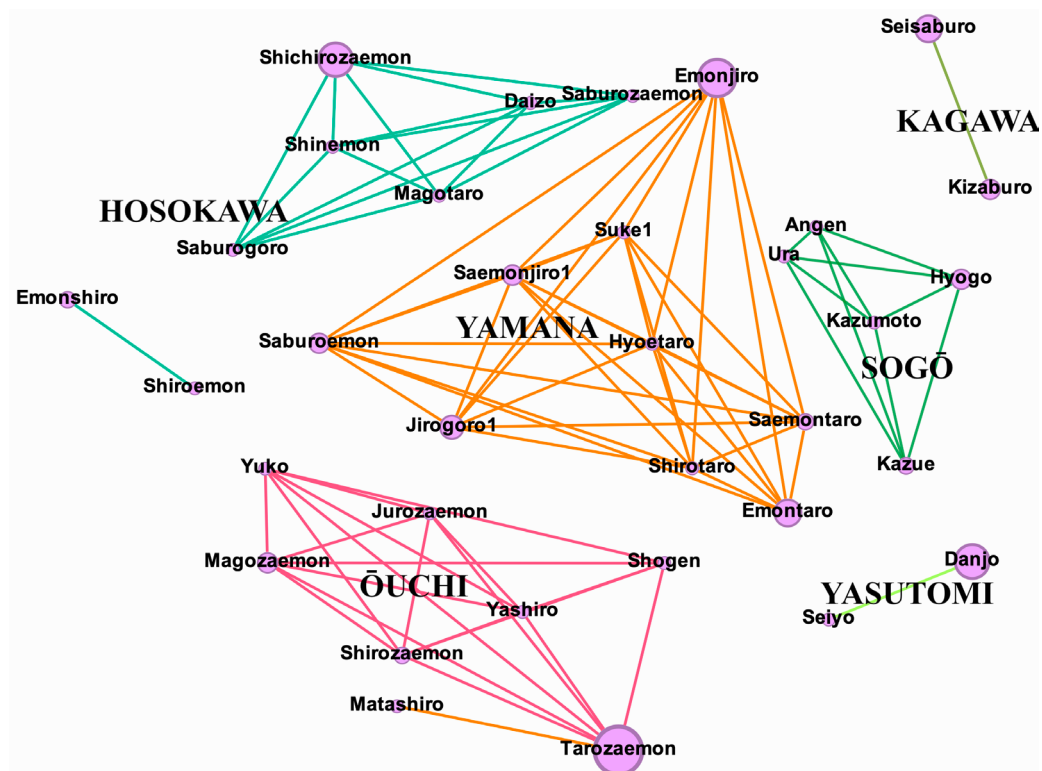 Seisaburo
Shichirozaemon
Emonjiro
Daizo
Saburozaemon
KAGAWA
Shinemon
Kizaburo
Magotaro
HOSOKAWA
Angen
Suke1
Saburogoro
Ura
Saemonjiro1
Hyogo
Emonshiro
Kazumoto
YAMANA
Saburoemon
Hyoetaro
SOGŌ
Shiroemon
Saemontaro
Jirogoro1
Yuko
Shirotaro
Kazue
Jurozaemon
Emontaro
Magozaemon
Shogen
Danjo
ŌUCHI
YASUTOMI
Yashiro
Seiyo
Shirozaemon
Matashiro
Tarozaemon